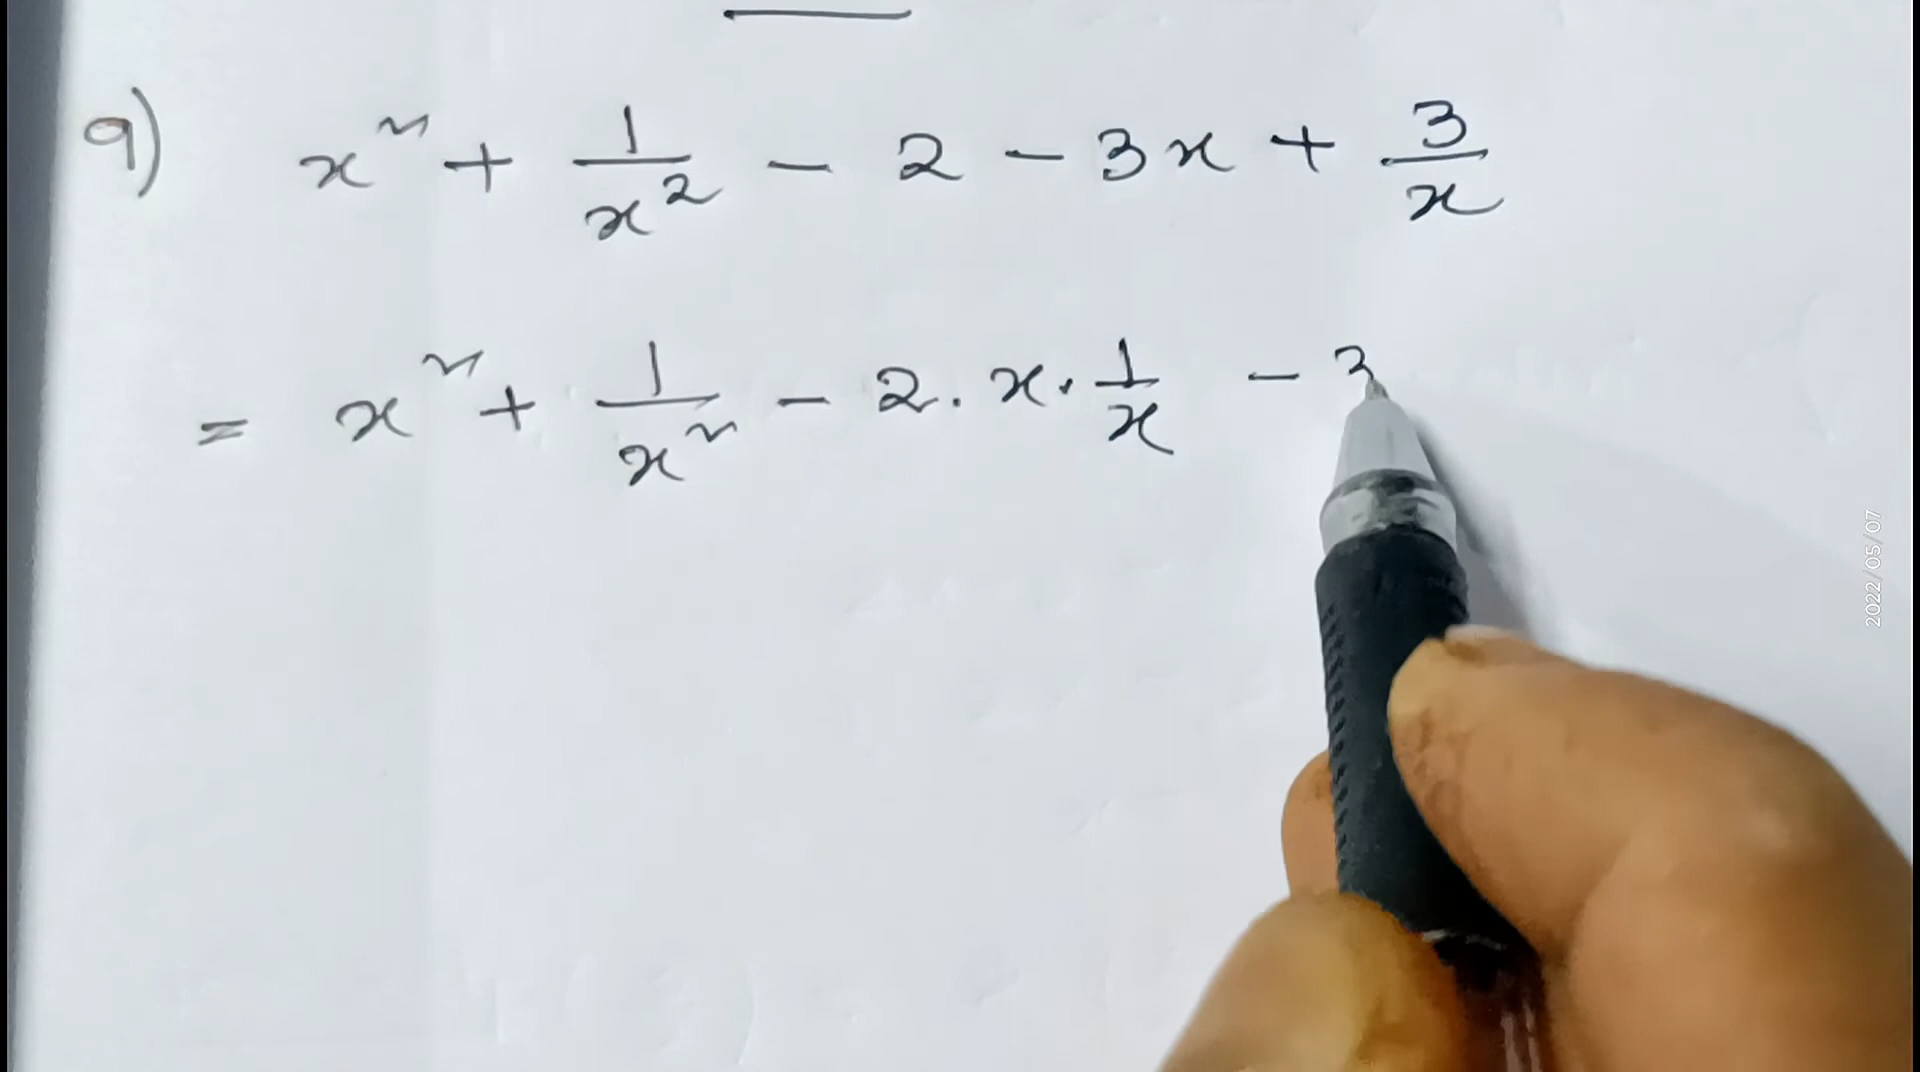 9) x² + 1/x² - 2 - 3x + 3/x
= x² + 1/x² - 2 . x . 1/x - 3
2022/05/07